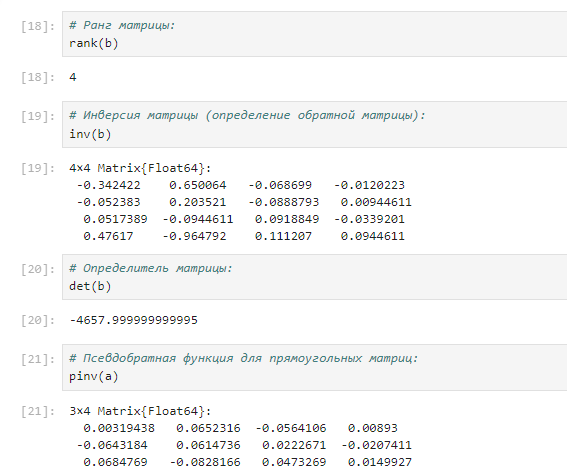 [18]: # Ранг матрицы:
rank(b)
[18]: 4
[19]: # Инверсия матрицы (определение обратной матрицы):
inv(b)
[19]: 4×4 Matrix{Float64}:
-0.342422 0.650064 -0.068699 -0.0120223
-0.052383 0.203521 -0.0888793 0.00944611
0.0517389 -0.0944611 0.0918849 -0.0339201
0.47617 -0.964792 0.111207 0.0944611
[20]: # Определитель матрицы:
det(b)
[20]: -4657.999999999995
[21]: # Псевдобратная функция для прямоугольных матриц:
pinv(a)
[21]: 3×4 Matrix{Float64}:
0.00319438 0.0652316 -0.0564106 0.00893
-0.0643184 0.0614736 0.0222671 -0.0207411
0.0684769 -0.0828166 0.0473269 0.0149927